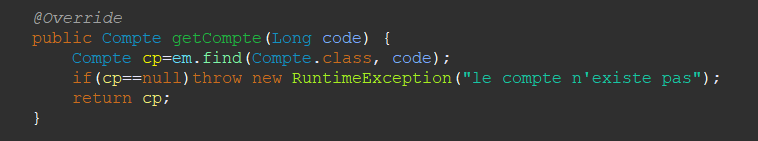 @Override
public Compte getCompte(Long code) {
    Compte cp=em.find(Compte.class, code);
    if(cp==null)throw new RuntimeException("le compte n'existe pas");
    return cp;
}